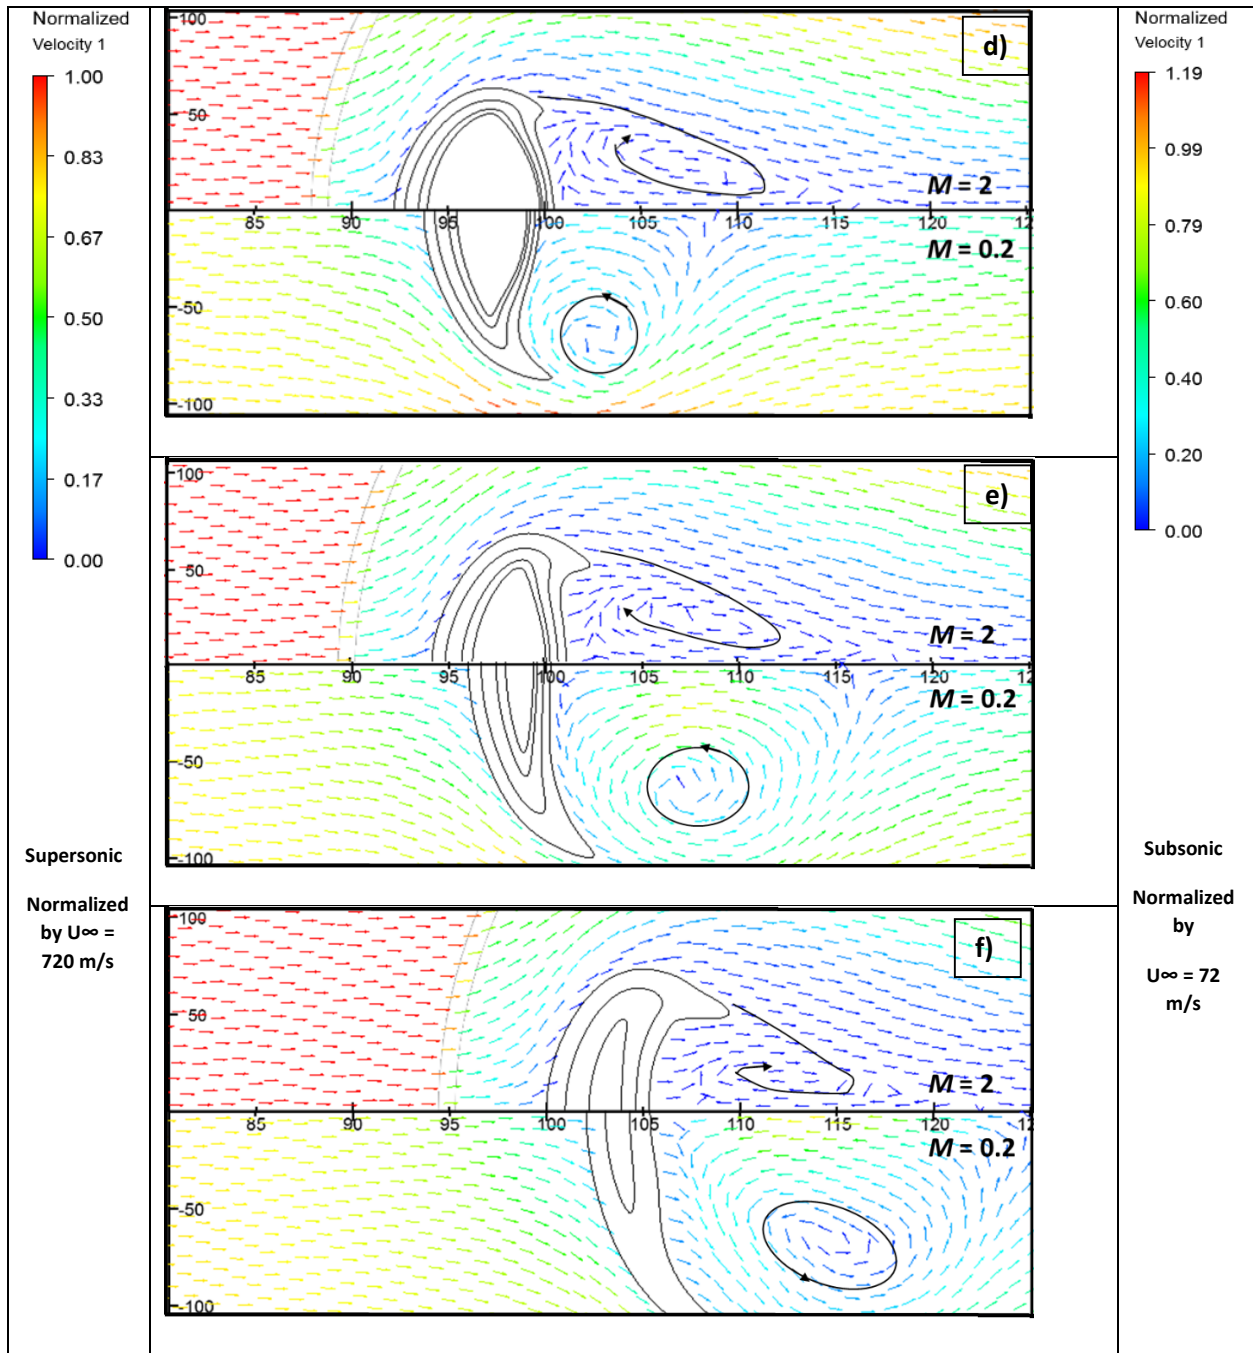 Normalized
Velocity 1
1.00
0.83
0.67
0.50
0.33
0.17
0.00
Supersonic
Normalized
by U∞ =
720 m/s
100
50
d)
M = 2
85 90 95 100 105 110 115 120 12
M = 0.2
-50
-100
100
50
e)
M = 2
85 90 95 100 105 110 115 120 12
M = 0.2
-50
-100
100
50
f)
M = 2
85 90 95 100 105 110 115 120 12
M = 0.2
-50
-100
Normalized
Velocity 1
1.19
0.99
0.79
0.60
0.40
0.20
0.00
Subsonic
Normalized
by
U∞ = 72
m/s